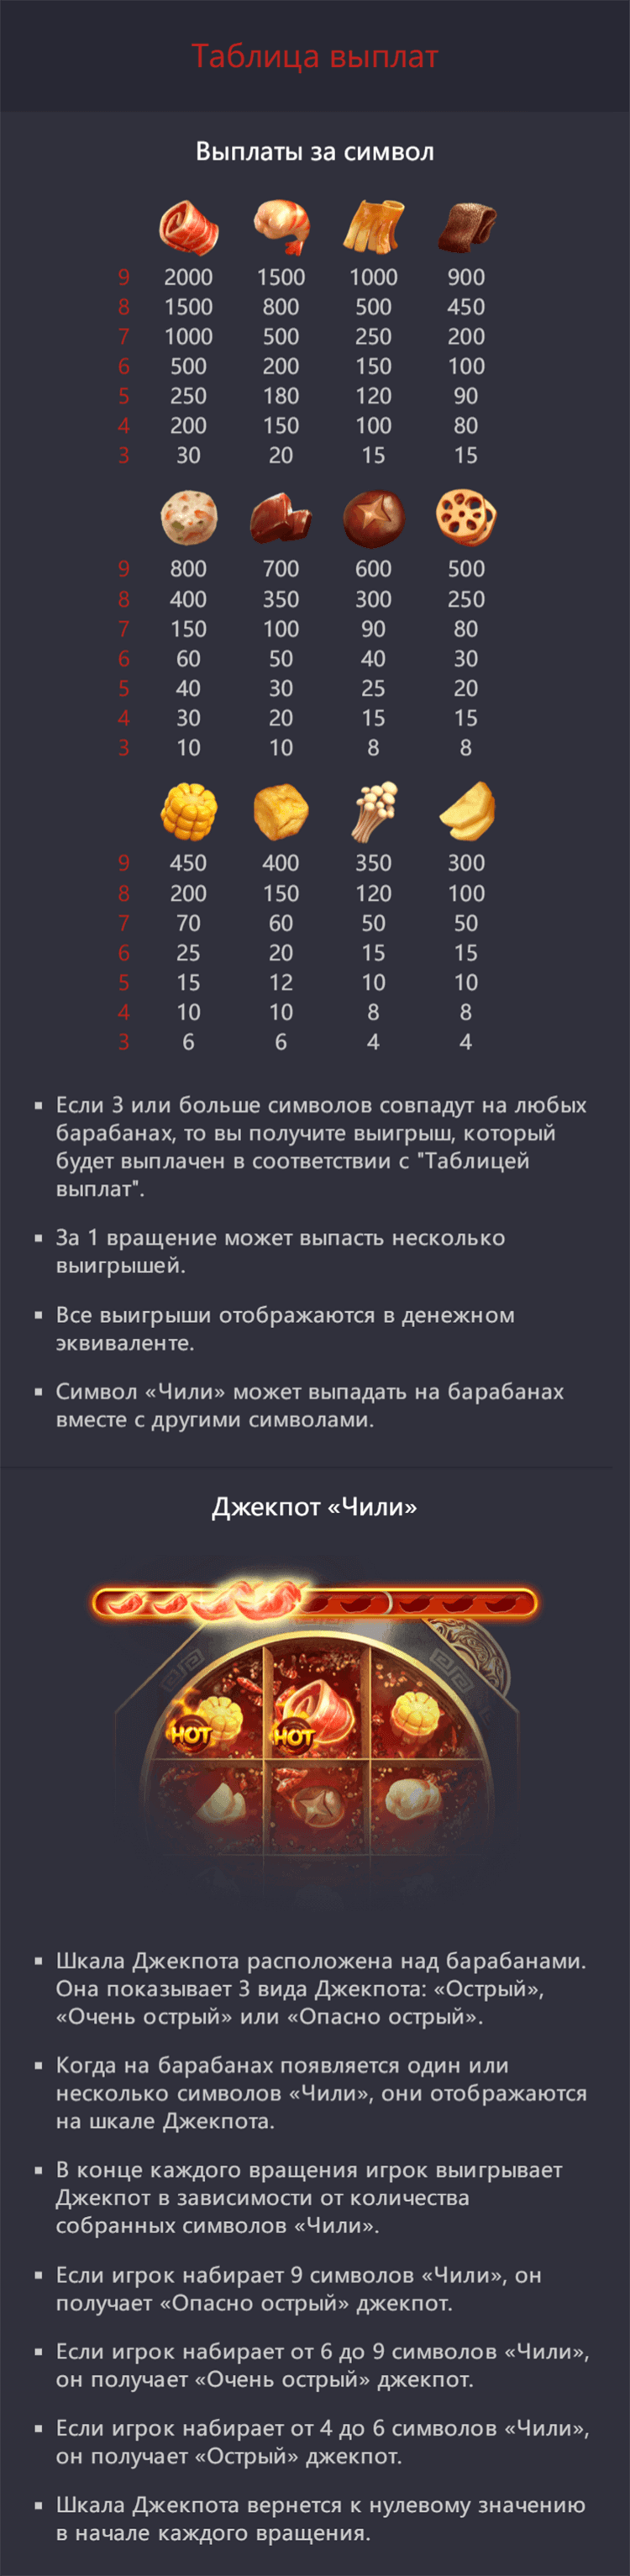 Таблица выплат
Выплаты за символ
9 2000 1500 1000 900
8 1500 800 500 450
7 1000 500 250 200
6 500 200 150 100
5 250 180 120 90
4 200 150 100 80
3 30 20 15 15
9 800 700 600 500
8 400 350 300 250
7 150 100 90 80
6 60 50 40 30
5 40 30 25 20
4 30 20 15 15
3 10 10 8 8
9 450 400 350 300
8 200 150 120 100
7 70 60 50 50
6 25 20 15 15
5 15 12 10 10
4 10 10 8 8
3 6 6 4 4
▪ Если 3 или больше символов совпадут на любых
барабанах, то вы получите выигрыш, который
будет выплачен в соответствии с "Таблицей
выплат".
▪ За 1 вращение может выпасть несколько
выигрышей.
▪ Все выигрыши отображаются в денежном
эквиваленте.
▪ Символ «Чили» может выпадать на барабанах
вместе с другими символами.
Джекпот «Чили»
HOT HOT
▪ Шкала Джекпота расположена над барабанами.
Она показывает 3 вида Джекпота: «Острый»,
«Очень острый» или «Опасно острый».
▪ Когда на барабанах появляется один или
несколько символов «Чили», они отображаются
на шкале Джекпота.
▪ В конце каждого вращения игрок выигрывает
Джекпот в зависимости от количества
собранных символов «Чили».
▪ Если игрок набирает 9 символов «Чили», он
получает «Опасно острый» джекпот.
▪ Если игрок набирает от 6 до 9 символов «Чили»,
он получает «Очень острый» джекпот.
▪ Если игрок набирает от 4 до 6 символов «Чили»,
он получает «Острый» джекпот.
▪ Шкала Джекпота вернется к нулевому значению
в начале каждого вращения.